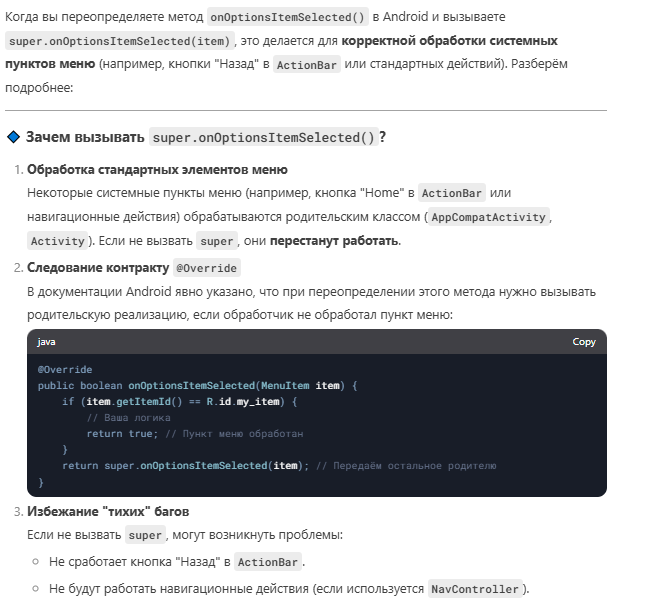 Когда вы переопределяете метод onOptionsItemSelected() в Android и вызываете
super.onOptionsItemSelected(item), это делается для корректной обработки системных
пунктов меню (например, кнопки "Назад" в ActionBar или стандартных действий). Разберём
подробнее:
Зачем вызывать super.onOptionsItemSelected()?
1. Обработка стандартных элементов меню
Некоторые системные пункты меню (например, кнопка "Home" в ActionBar или
навигационные действия) обрабатываются родительским классом (AppCompatActivity,
Activity). Если не вызвать super, они перестанут работать.
2. Следование контракту @Override
В документации Android явно указано, что при переопределении этого метода нужно вызывать
родительскую реализацию, если обработчик не обработал пункт меню:
java Copy
@Override
public boolean onOptionsItemSelected(MenuItem item) {
    if (item.getItemId() == R.id.my_item) {
        // Ваша логика
        return true; // Пункт меню обработан
    }
    return super.onOptionsItemSelected(item); // Передаём остальное родителю
}
3. Избежание "тихих" багов
Если не вызвать super, могут возникнуть проблемы:
Не сработает кнопка "Назад" в ActionBar.
Не будут работать навигационные действия (если используется NavController).